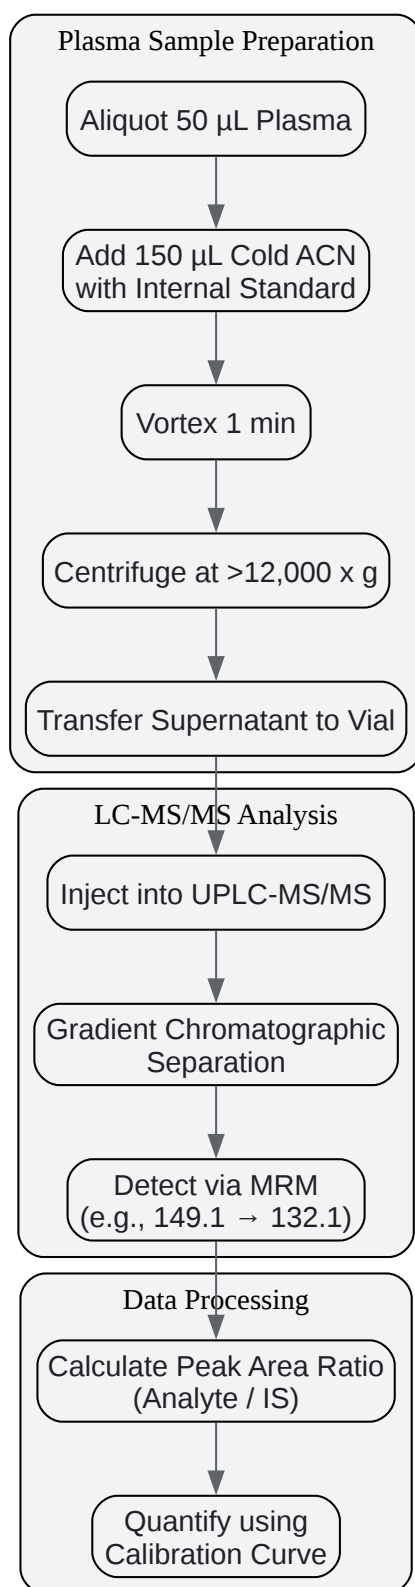 Plasma Sample Preparation
Aliquot 50 µL Plasma
Add 150 µL Cold ACN
with Internal Standard
Vortex 1 min
Centrifuge at >12,000 x g
Transfer Supernatant to Vial
LC-MS/MS Analysis
Inject into UPLC-MS/MS
Gradient Chromatographic
Separation
Detect via MRM
(e.g., 149.1 → 132.1)
Data Processing
Calculate Peak Area Ratio
(Analyte / IS)
Quantify using
Calibration Curve